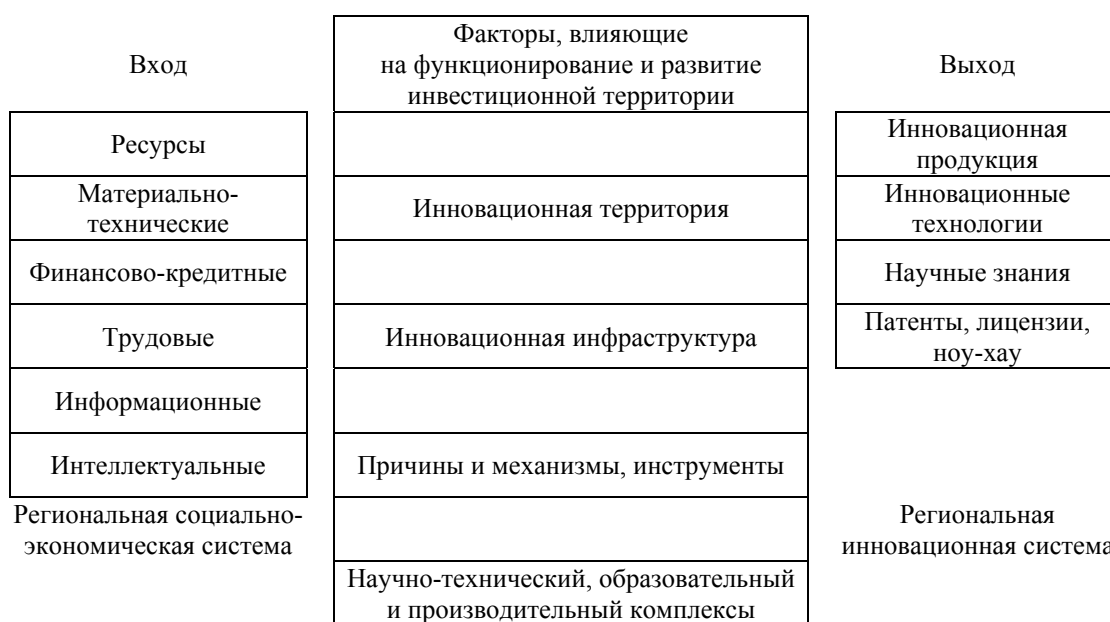 Вход
Факторы, влияющие
на функционирование и развитие
инвестиционной территории
Выход
Ресурсы
Инновационная
продукция
Материально-
технические
Инновационная территория
Инновационные
технологии
Финансово-кредитные
Научные знания
Трудовые
Инновационная инфраструктура
Патенты, лицензии,
ноу-хау
Информационные
Интеллектуальные
Причины и механизмы, инструменты
Региональная социально-
экономическая система
Региональная
инновационная система
Научно-технический, образовательный
и производительный комплексы